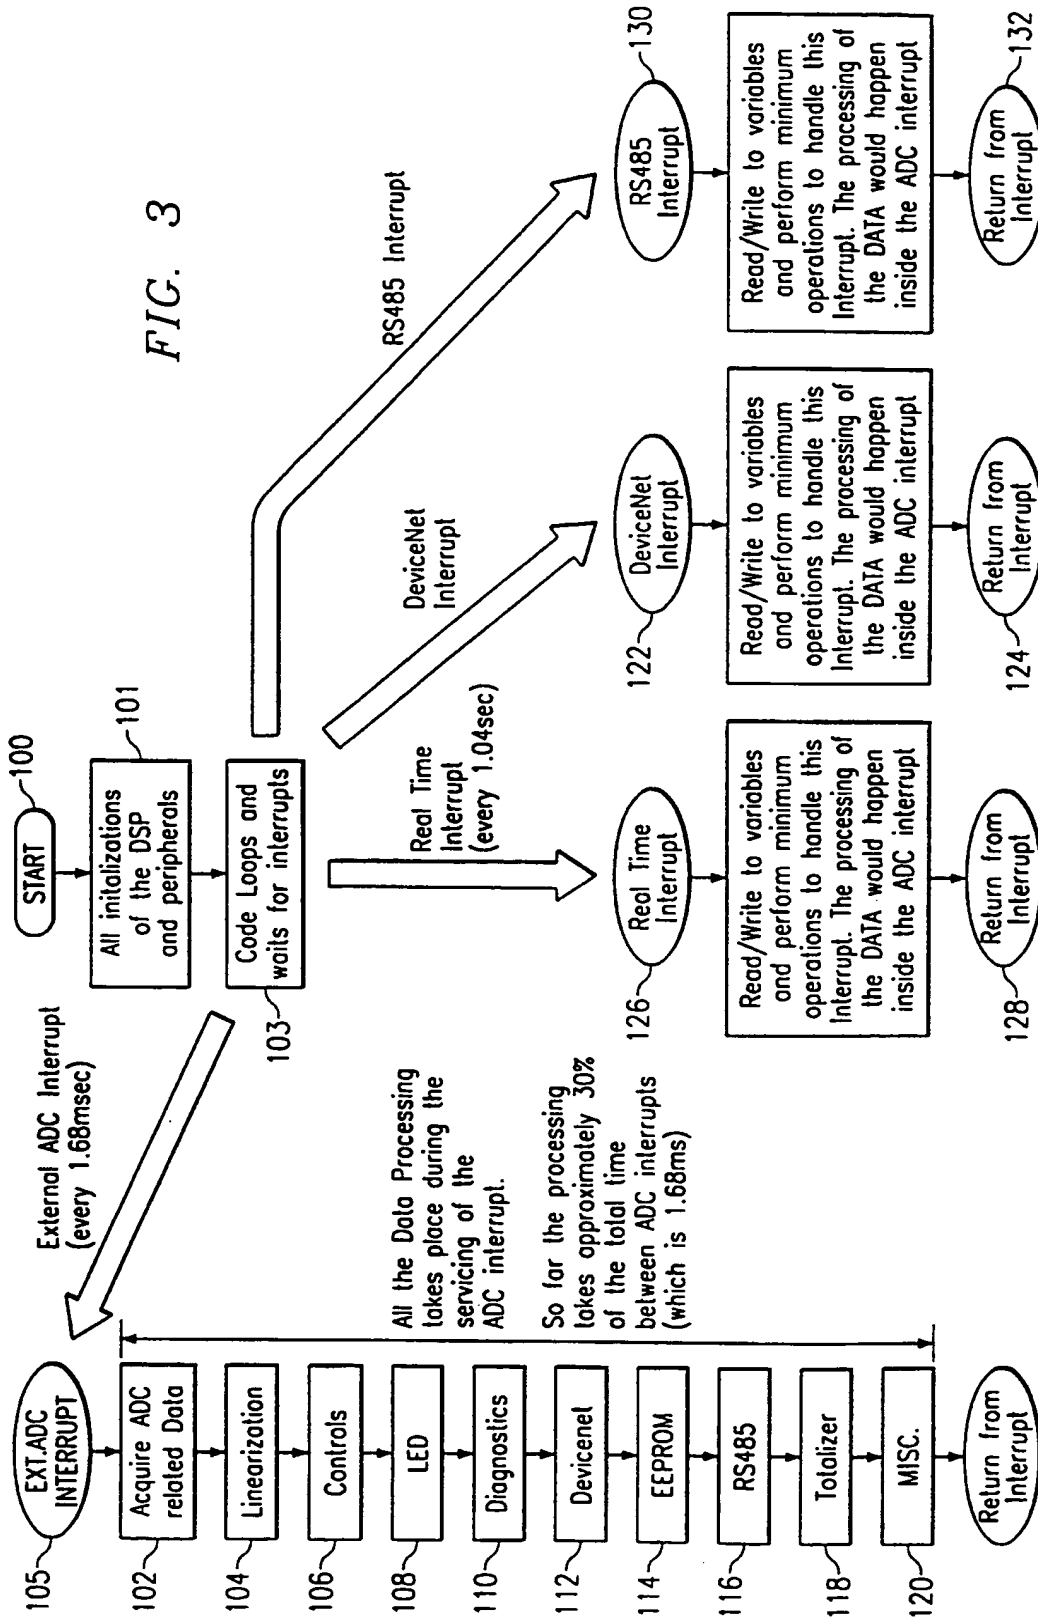 FIG. 3
START
100
All initalizations
of the DSP
and peripherals
101
Code Loops and
waits for interrupts
103
External ADC Interrupt
(every 1.68msec)
Real Time
Interrupt
(every 1.04sec)
DeviceNet
Interrupt
RS485 Interrupt
105
EXT.ADC
INTERRUPT
102
Acquire ADC
related Data
104
Linearization
106
Controls
108
LED
110
Diagnostics
112
Devicenet
114
EEPROM
116
RS485
118
Totalizer
120
MISC.
Return from
Interrupt
All the Data Processing
takes place during the
servicing of the
ADC interrupt.
So far the processing
takes approximately 30%
of the total time
between ADC interrupts
(which is 1.68ms)
126
Real Time
Interrupt
Read/Write to variables
and perform minimum
operations to handle this
Interrupt. The processing of
the DATA would happen
inside the ADC interrupt
128
Return from
Interrupt
122
DeviceNet
Interrupt
Read/Write to variables
and perform minimum
operations to handle this
Interrupt. The processing of
the DATA would happen
inside the ADC interrupt
124
Return from
Interrupt
130
RS485
Interrupt
Read/Write to variables
and perform minimum
operations to handle this
Interrupt. The processing of
the DATA would happen
inside the ADC interrupt
132
Return from
Interrupt